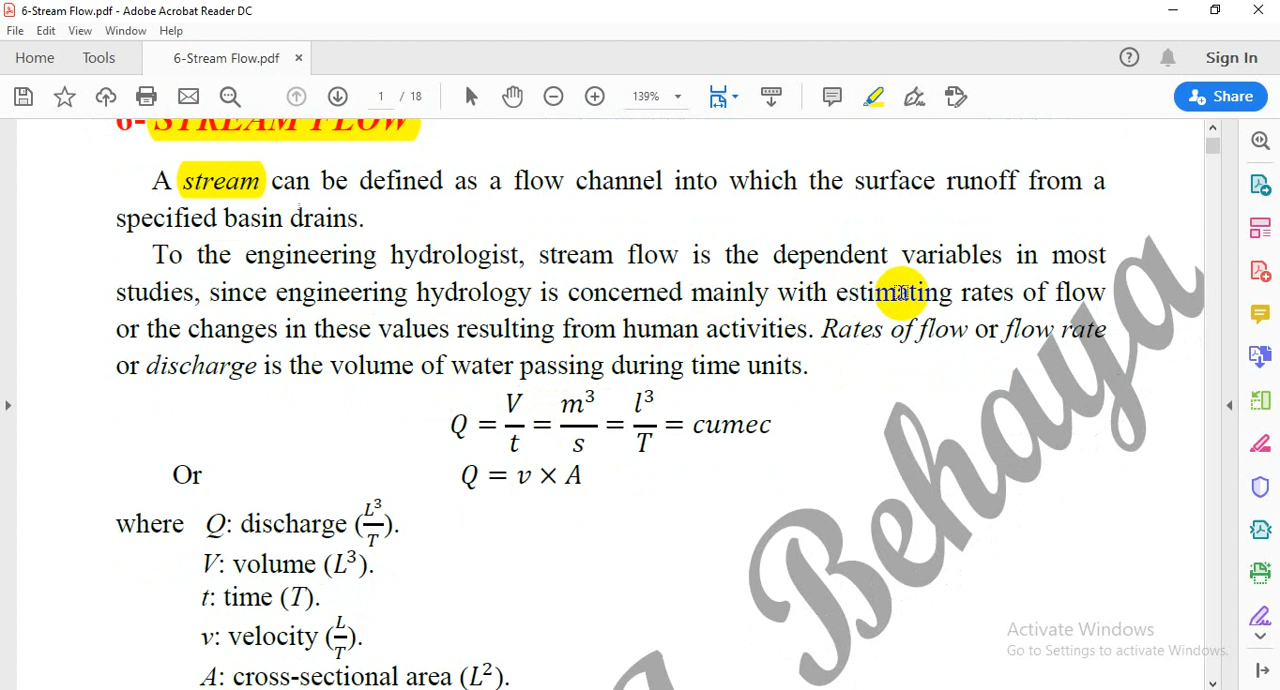 6-Stream Flow.pdf - Adobe Acrobat Reader DC
File Edit View Window Help
Home Tools 6-Stream Flow.pdf × Sign In
1 / 18 139% Share
6- STREAM FLOW
A stream can be defined as a flow channel into which the surface runoff from a
specified basin drains.
To the engineering hydrologist, stream flow is the dependent variables in most
studies, since engineering hydrology is concerned mainly with estimating rates of flow
or the changes in these values resulting from human activities. Rates of flow or flow rate
or discharge is the volume of water passing during time units.
Q = V/t = m³/s = l³/T = cumec
Or Q = v × A
where Q: discharge (L³/T).
V: volume (L³).
t: time (T).
v: velocity (L/T).
A: cross-sectional area (L²).
Behaya
Activate Windows
Go to Settings to activate Windows.